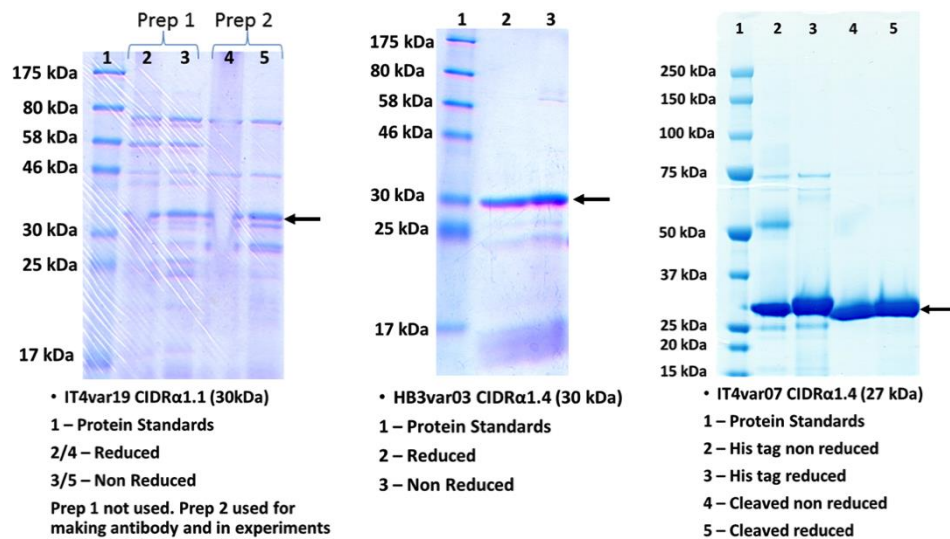 Prep 1 Prep 2
1 2 3 4 5
175 kDa
80 kDa
58 kDa
46 kDa
30 kDa
25 kDa
17 kDa
• IT4var19 CIDRα1.1 (30kDa)
1 – Protein Standards
2/4 – Reduced
3/5 – Non Reduced
Prep 1 not used. Prep 2 used for
making antibody and in experiments
1 2 3
175 kDa
80 kDa
58 kDa
46 kDa
30 kDa
25 kDa
17 kDa
• HB3var03 CIDRα1.4 (30 kDa)
1 – Protein Standards
2 – Reduced
3 – Non Reduced
1 2 3 4 5
250 kDa
150 kDa
100 kDa
75 kDa
50 kDa
37 kDa
25 kDa
20 kDa
15 kDa
• IT4var07 CIDRα1.4 (27 kDa)
1 – Protein Standards
2 – His tag non reduced
3 – His tag reduced
4 – Cleaved non reduced
5 – Cleaved reduced